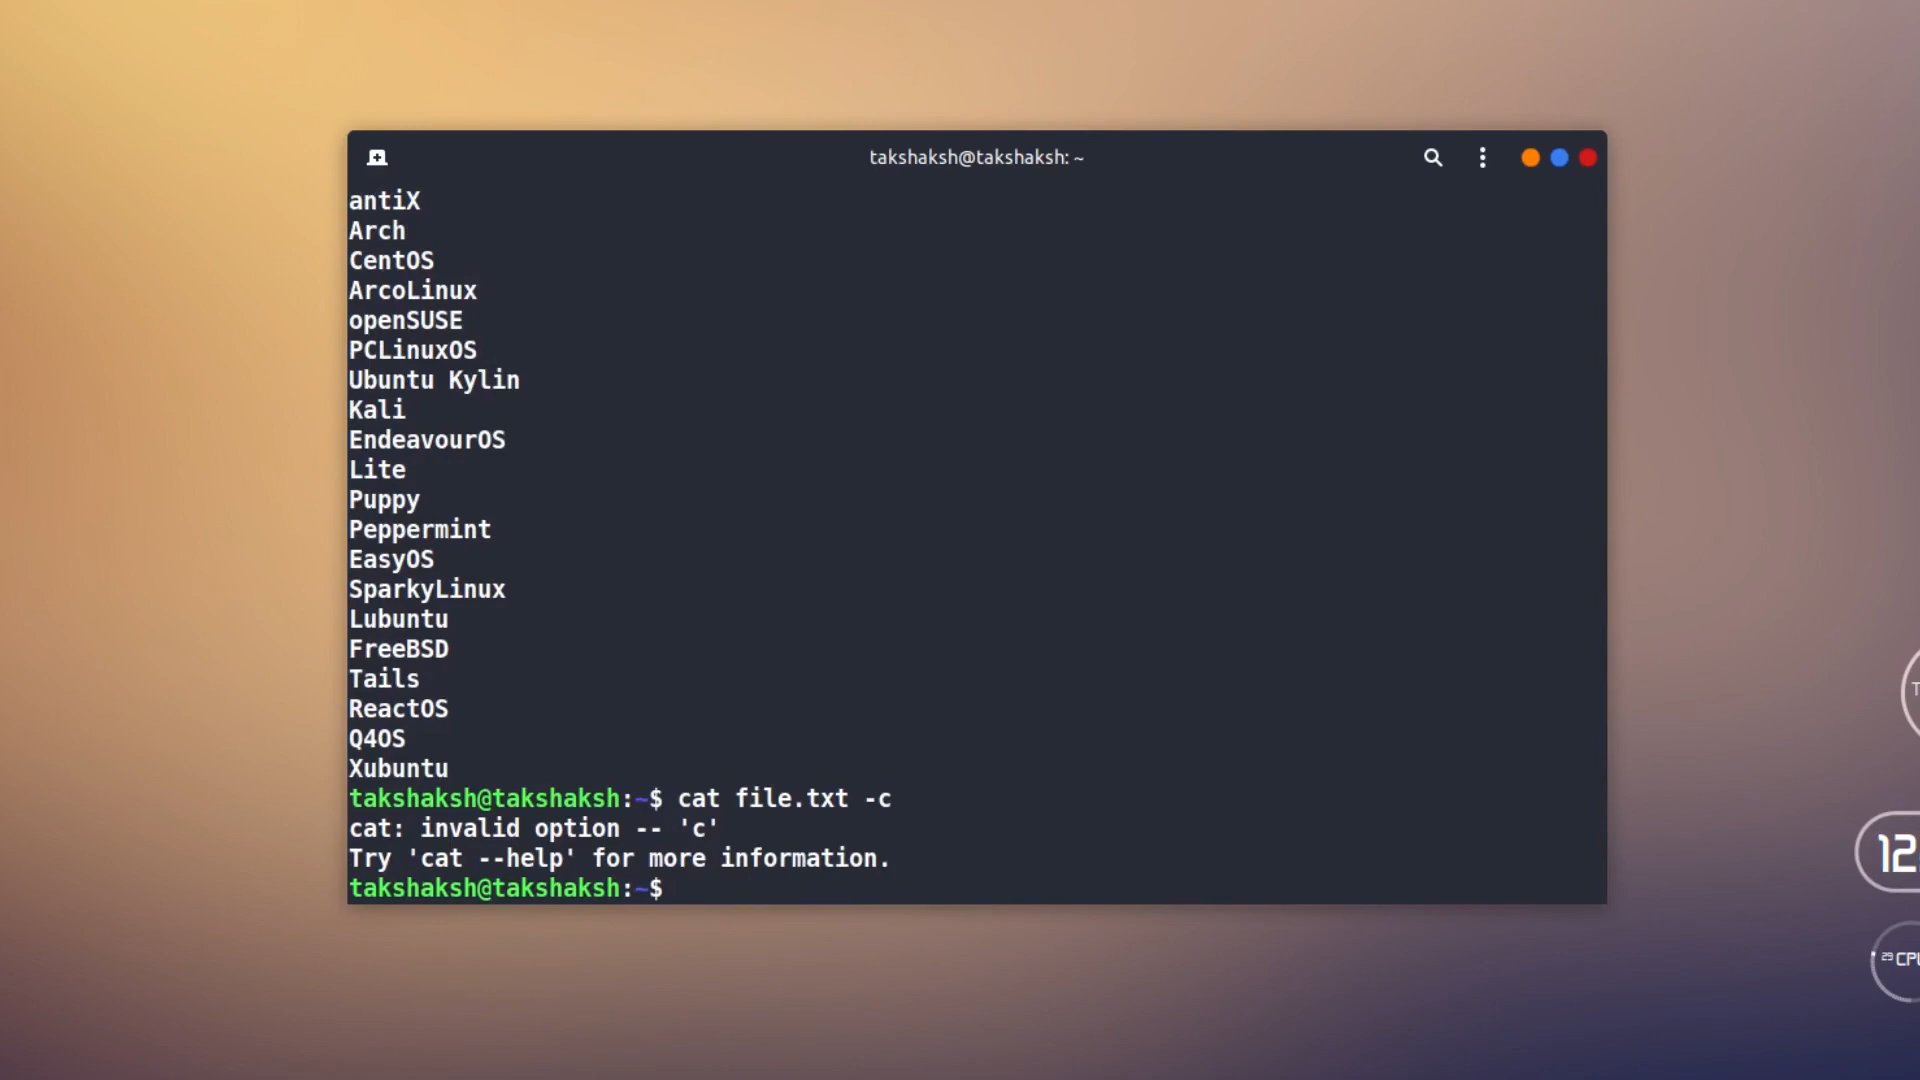 takshaksh@takshaksh: ~
antiX
Arch
CentOS
ArcoLinux
openSUSE
PCLinuxOS
Ubuntu Kylin
Kali
EndeavourOS
Lite
Puppy
Peppermint
EasyOS
SparkyLinux
Lubuntu
FreeBSD
Tails
ReactOS
Q4OS
Xubuntu
takshaksh@takshaksh:~$ cat file.txt -c
cat: invalid option -- 'c'
Try 'cat --help' for more information.
takshaksh@takshaksh:~$
12
29